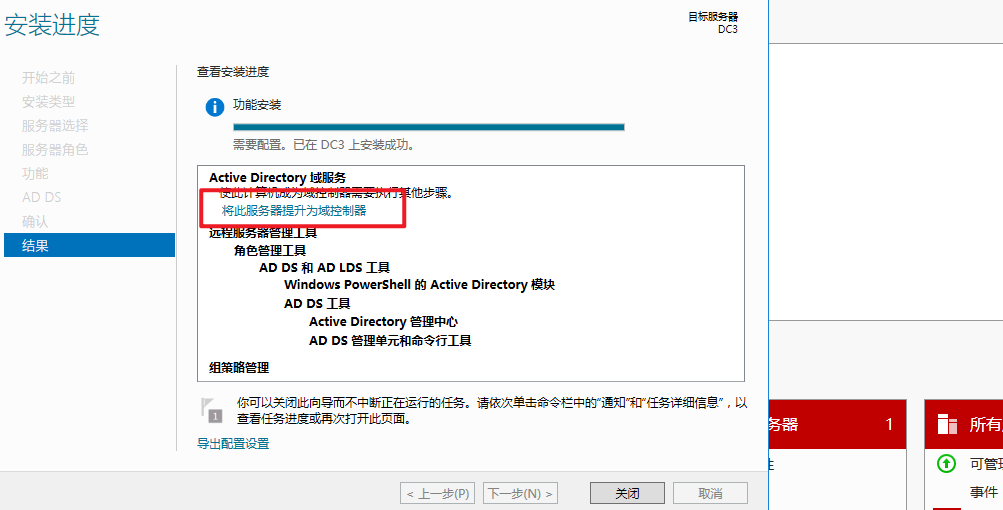 安装进度
目标服务器
DC3
开始之前
安装类型
服务器选择
服务器角色
功能
AD DS
确认
结果
查看安装进度
功能安装
需要配置。已在 DC3 上安装成功。
Active Directory 域服务
使此计算机成为域控制器需要执行其他步骤。
将此服务器提升为域控制器
远程服务器管理工具
角色管理工具
AD DS 和 AD LDS 工具
Windows PowerShell 的 Active Directory 模块
AD DS 工具
Active Directory 管理中心
AD DS 管理单元和命令行工具
组策略管理
1
你可以关闭此向导而不中断正在运行的任务。请依次单击命令栏中的“通知”和“任务详细信息”，以
查看任务进度或再次打开此页面。
导出配置设置
< 上一步(P)
下一步(N) >
关闭
取消
务器
1
所有
可管理
事件